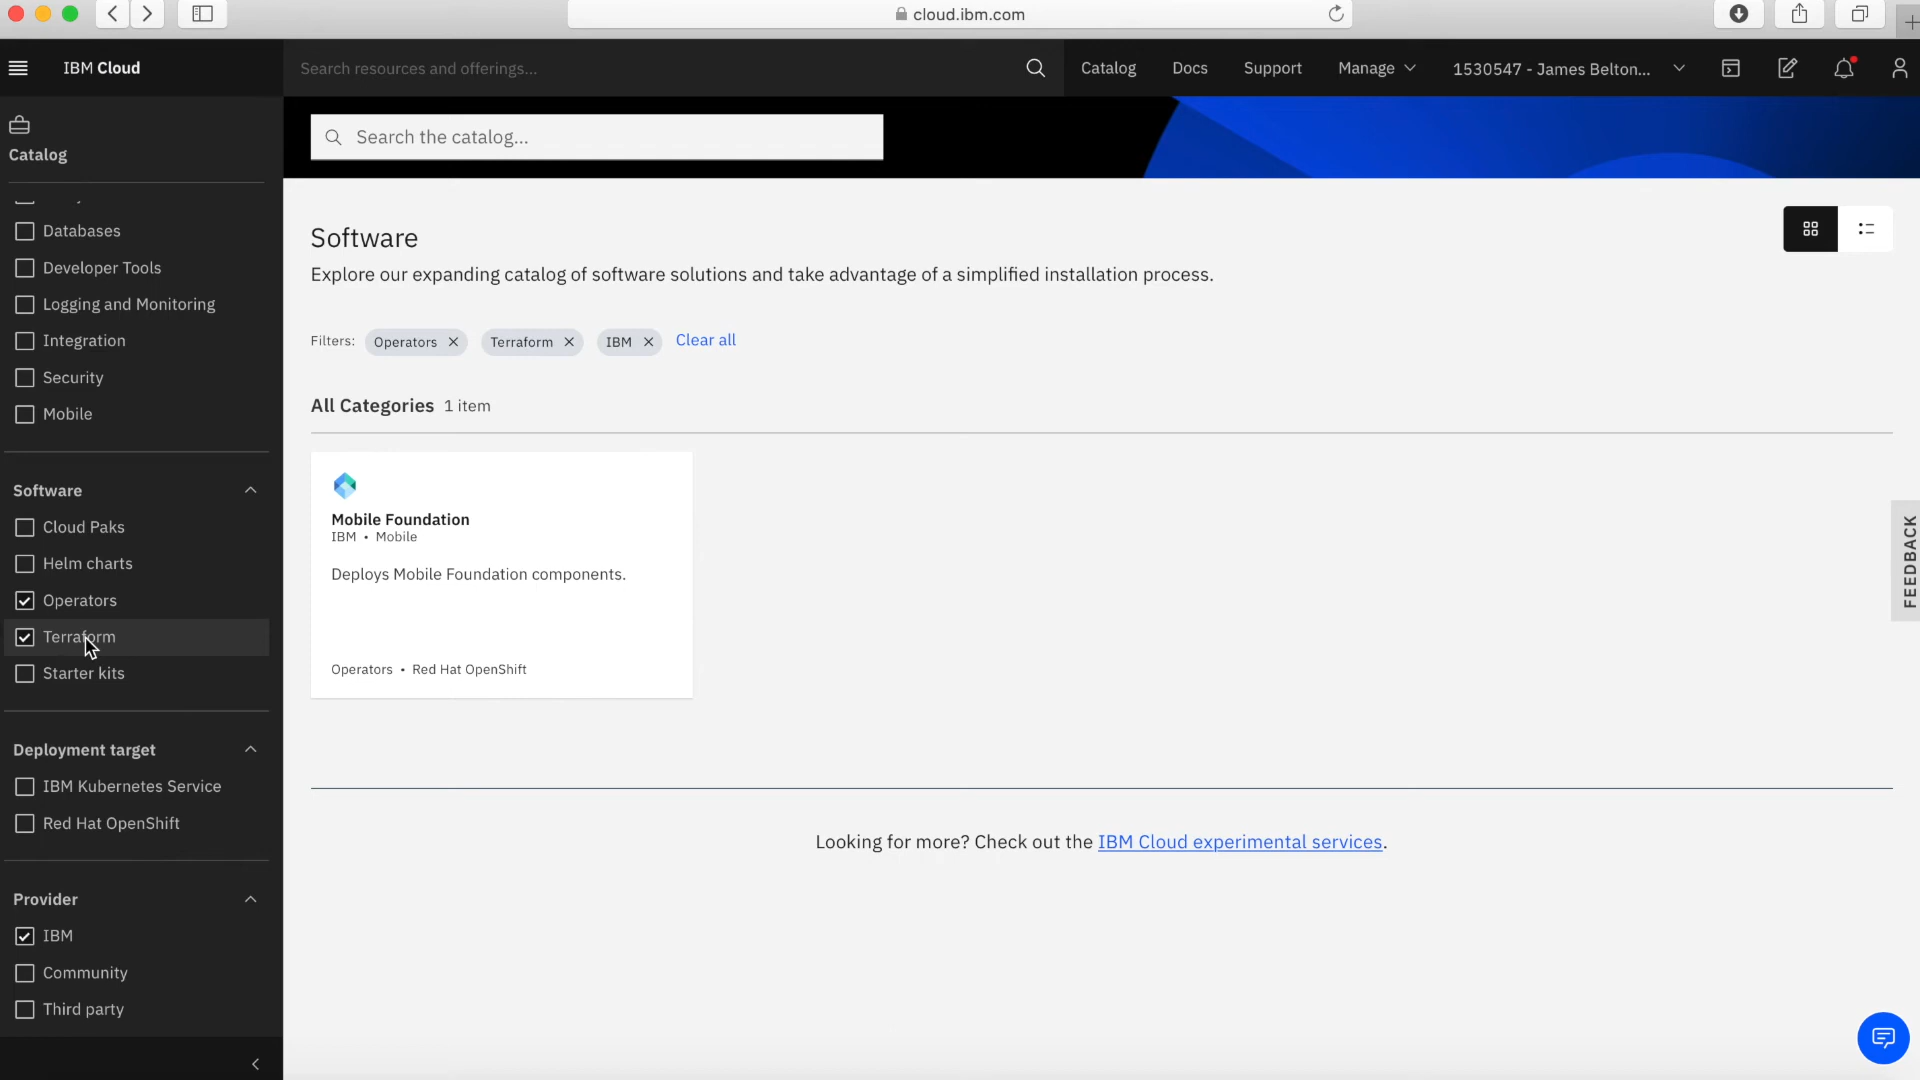 cloud.ibm.com
IBM Cloud
Search resources and offerings...
Catalog
Docs
Support
Manage
1530547 - James Belton...
Catalog
Search the catalog...
Databases
Developer Tools
Logging and Monitoring
Integration
Security
Mobile
Software
Cloud Paks
Helm charts
Operators
Terraform
Starter kits
Deployment target
IBM Kubernetes Service
Red Hat OpenShift
Provider
IBM
Community
Third party
Software
Explore our expanding catalog of software solutions and take advantage of a simplified installation process.
Filters: Operators Terraform IBM Clear all
All Categories 1 item
Mobile Foundation
IBM • Mobile
Deploys Mobile Foundation components.
Operators • Red Hat OpenShift
Looking for more? Check out the IBM Cloud experimental services.
FEEDBACK